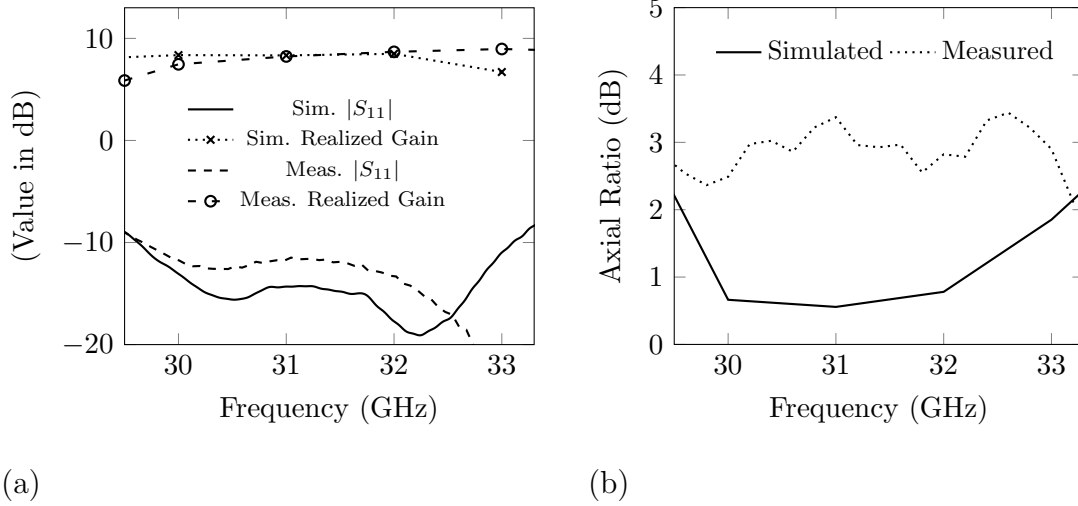 10
0
−10
−20
30
31
32
33
Frequency (GHz)
(Value in dB)
Sim. |S₁₁|
Sim. Realized Gain
Meas. |S₁₁|
Meas. Realized Gain
(a)
5
4
3
2
1
0
30
31
32
33
Frequency (GHz)
Axial Ratio (dB)
Simulated
Measured
(b)